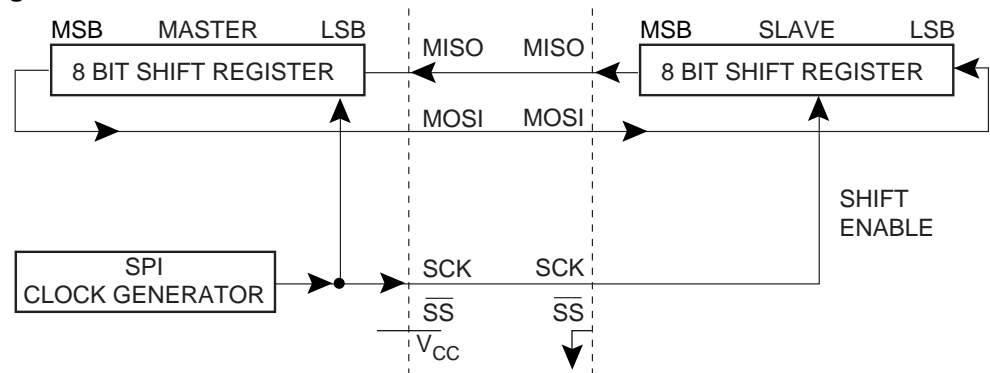 MSB MASTER LSB MISO MISO MSB SLAVE LSB
8 BIT SHIFT REGISTER 8 BIT SHIFT REGISTER
MOSI MOSI
SHIFT
ENABLE
SPI
CLOCK GENERATOR
SCK SCK
SS SS
VCC